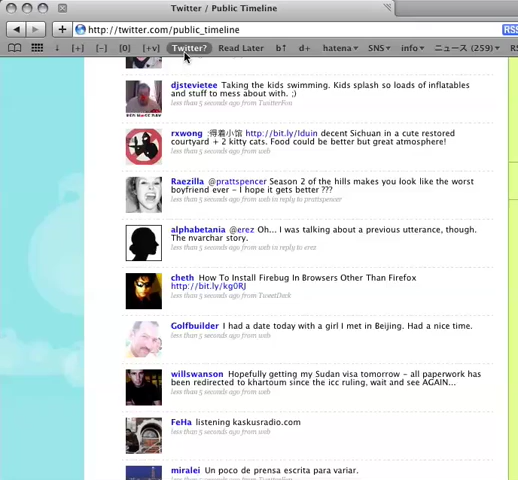 Twitter / Public Timeline
http://twitter.com/public_timeline
RSS
[+] [-] [0] [+v] Twitter? Read Later b↑ d+ hatena▾ SNS▾ info▾ ニュース (259)▾
djstevietee Taking the kids swimming. Kids splash so loads of inflatables
and stuff to mess about with. ;)
less than 5 seconds ago from TwitterFon
rxwong :得着小馆 http://bit.ly/Iduin decent Sichuan in a cute restored
courtyard + 2 kitty cats. Food could be better but great atmosphere!
less than 5 seconds ago from web
Raezilla @prattspencer Season 2 of the hills makes you look like the worst
boyfriend ever - I hope it gets better ???
less than 5 seconds ago from web in reply to prattspencer
alphabetania @erez Oh... I was talking about a previous utterance, though.
The nvarchar story.
less than 5 seconds ago from web in reply to erez
cheth How To Install Firebug In Browsers Other Than Firefox
http://bit.ly/kg0RJ
less than 5 seconds ago from TweetDeck
Golfbuilder I had a date today with a girl I met in Beijing. Had a nice time.
less than 5 seconds ago from web
willswanson Hopefully getting my Sudan visa tomorrow - all paperwork has
been redirected to khartoum since the icc ruling, wait and see AGAIN...
less than 5 seconds ago from web
FeHa listening kaskusradio.com
less than 5 seconds ago from web
miralei Un poco de prensa escrita para variar.